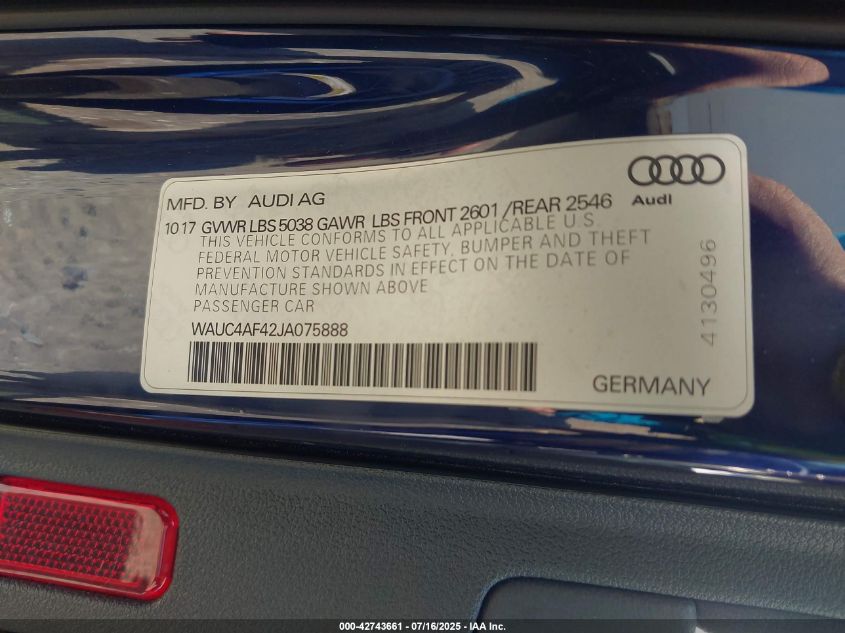 MFD. BY AUDI AG
Audi
10 17 GVWR LBS 5038 GAWR LBS FRONT 2601 /REAR 2546
THIS VEHICLE CONFORMS TO ALL APPLICABLE U.S
FEDERAL MOTOR VEHICLE SAFETY, BUMPER AND THEFT
PREVENTION STANDARDS IN EFFECT ON THE DATE OF
MANUFACTURE SHOWN ABOVE
PASSENGER CAR
WAUC4AF42JA075888
GERMANY
4130496
000-42743661 - 07/16/2025 - IAA Inc.